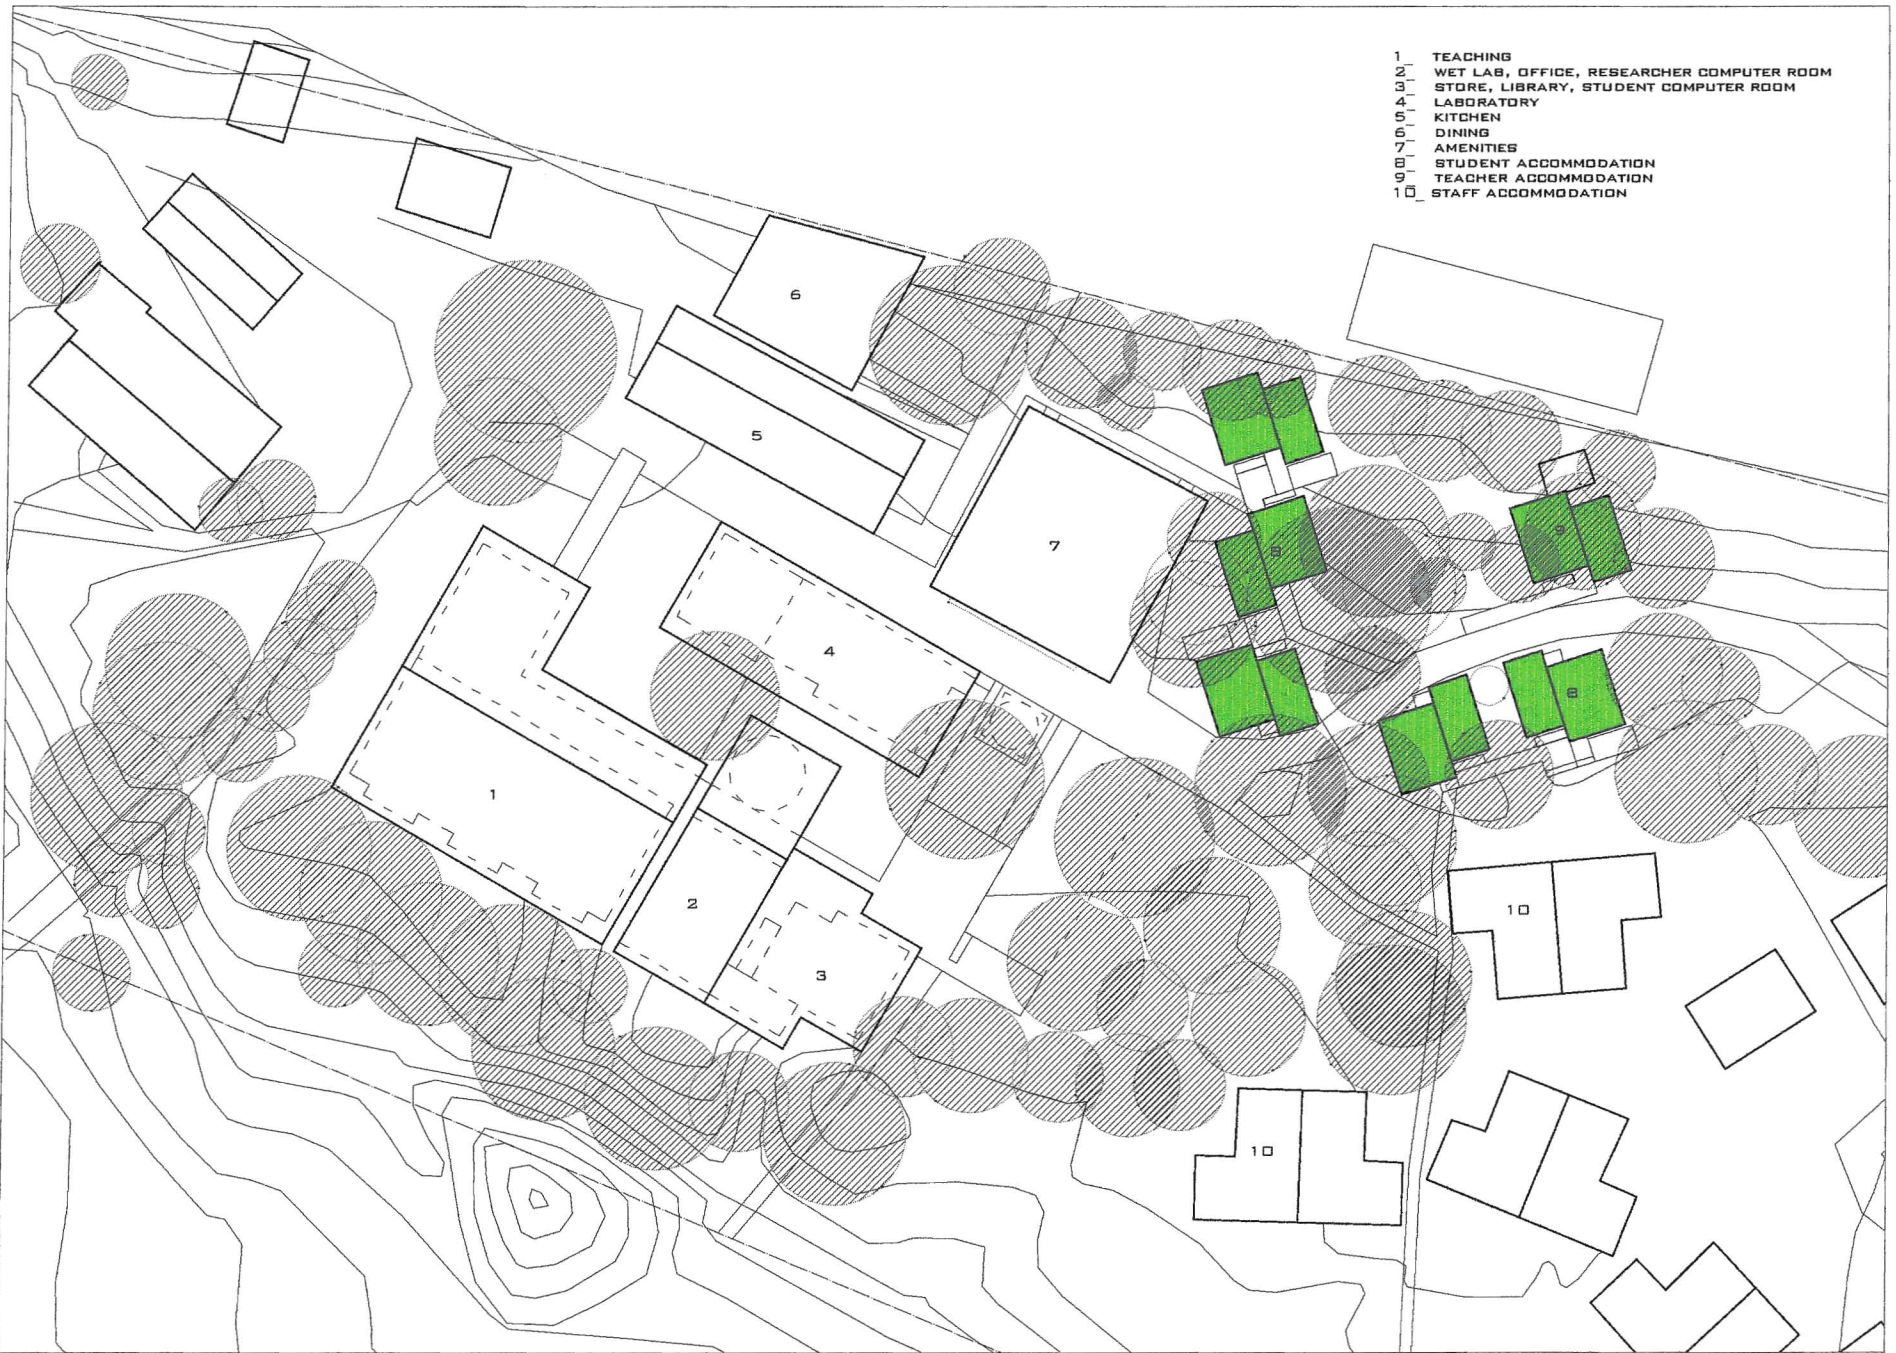 1_ TEACHING
2_ WET LAB, OFFICE, RESEARCHER COMPUTER ROOM
3_ STORE, LIBRARY, STUDENT COMPUTER ROOM
4_ LABORATORY
5_ KITCHEN
6_ DINING
7_ AMENITIES
8_ STUDENT ACCOMMODATION
9_ TEACHER ACCOMMODATION
10_ STAFF ACCOMMODATION
6
5
7
9
8
4
8
1
2
10
3
10